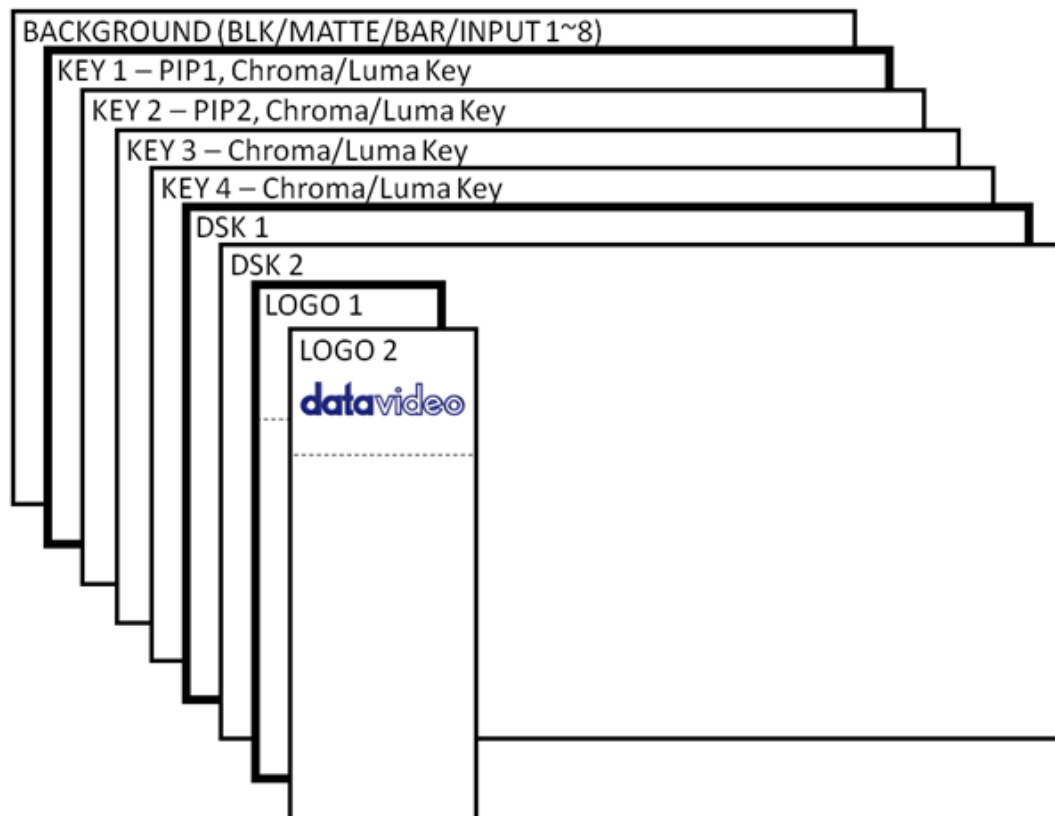 BACKGROUND (BLK/MATTE/BAR/INPUT 1~8)
KEY 1 – PIP1, Chroma/Luma Key
KEY 2 – PIP2, Chroma/Luma Key
KEY 3 – Chroma/Luma Key
KEY 4 – Chroma/Luma Key
DSK 1
DSK 2
LOGO 1
LOGO 2
datavideo